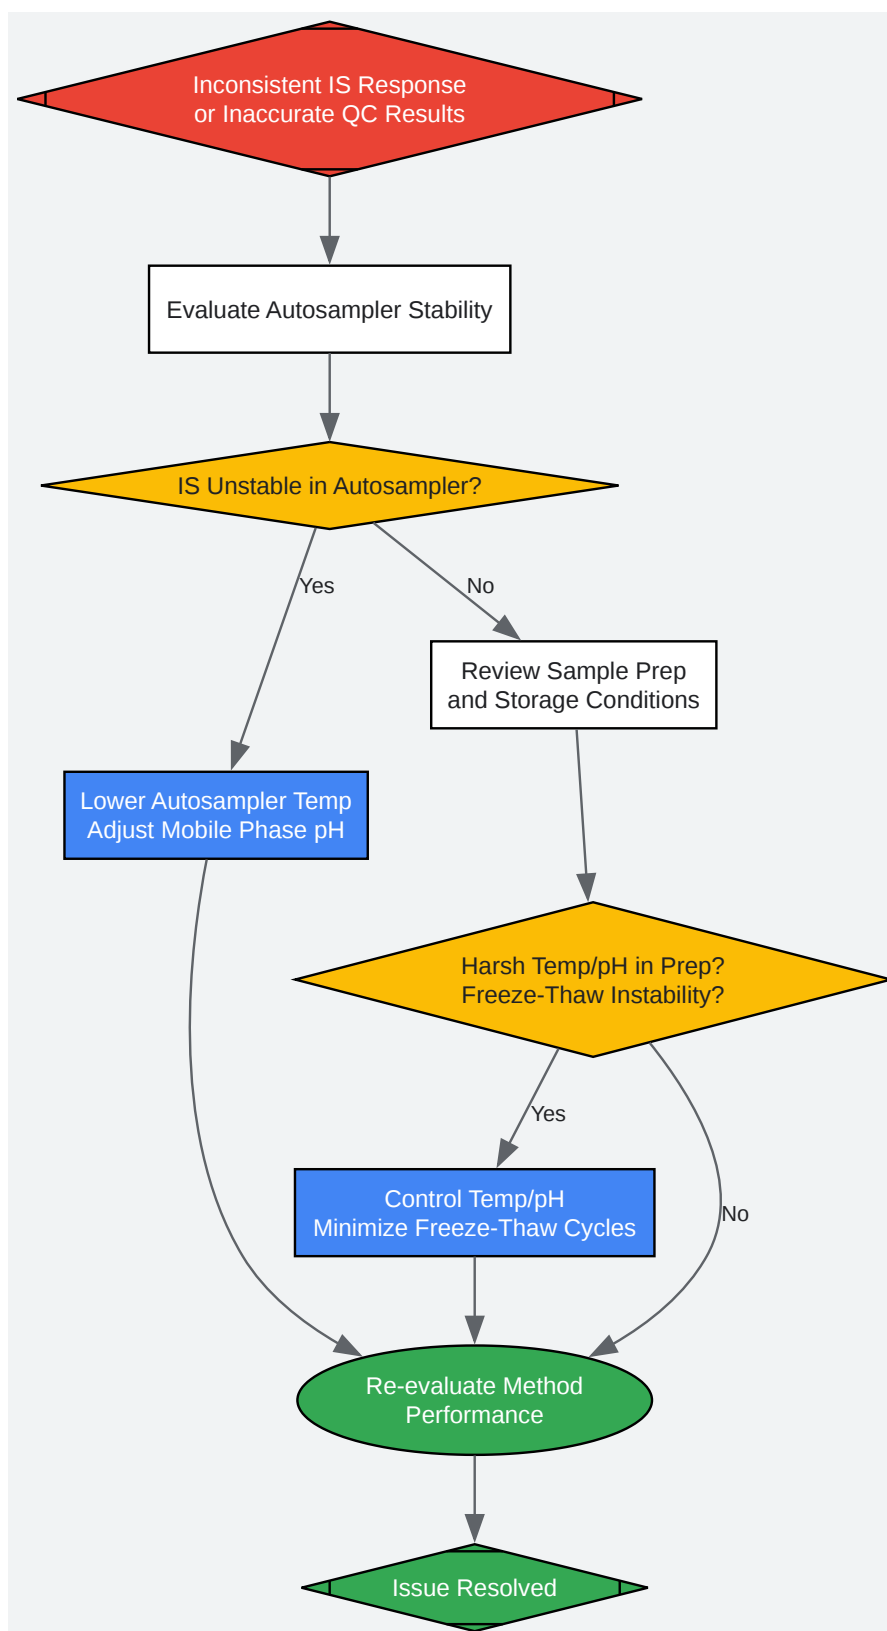 Inconsistent IS Response
or Inaccurate QC Results
Evaluate Autosampler Stability
IS Unstable in Autosampler?
Yes
No
Review Sample Prep
and Storage Conditions
Lower Autosampler Temp
Adjust Mobile Phase pH
Harsh Temp/pH in Prep?
Freeze-Thaw Instability?
Yes
Control Temp/pH
Minimize Freeze-Thaw Cycles
No
Re-evaluate Method
Performance
Issue Resolved